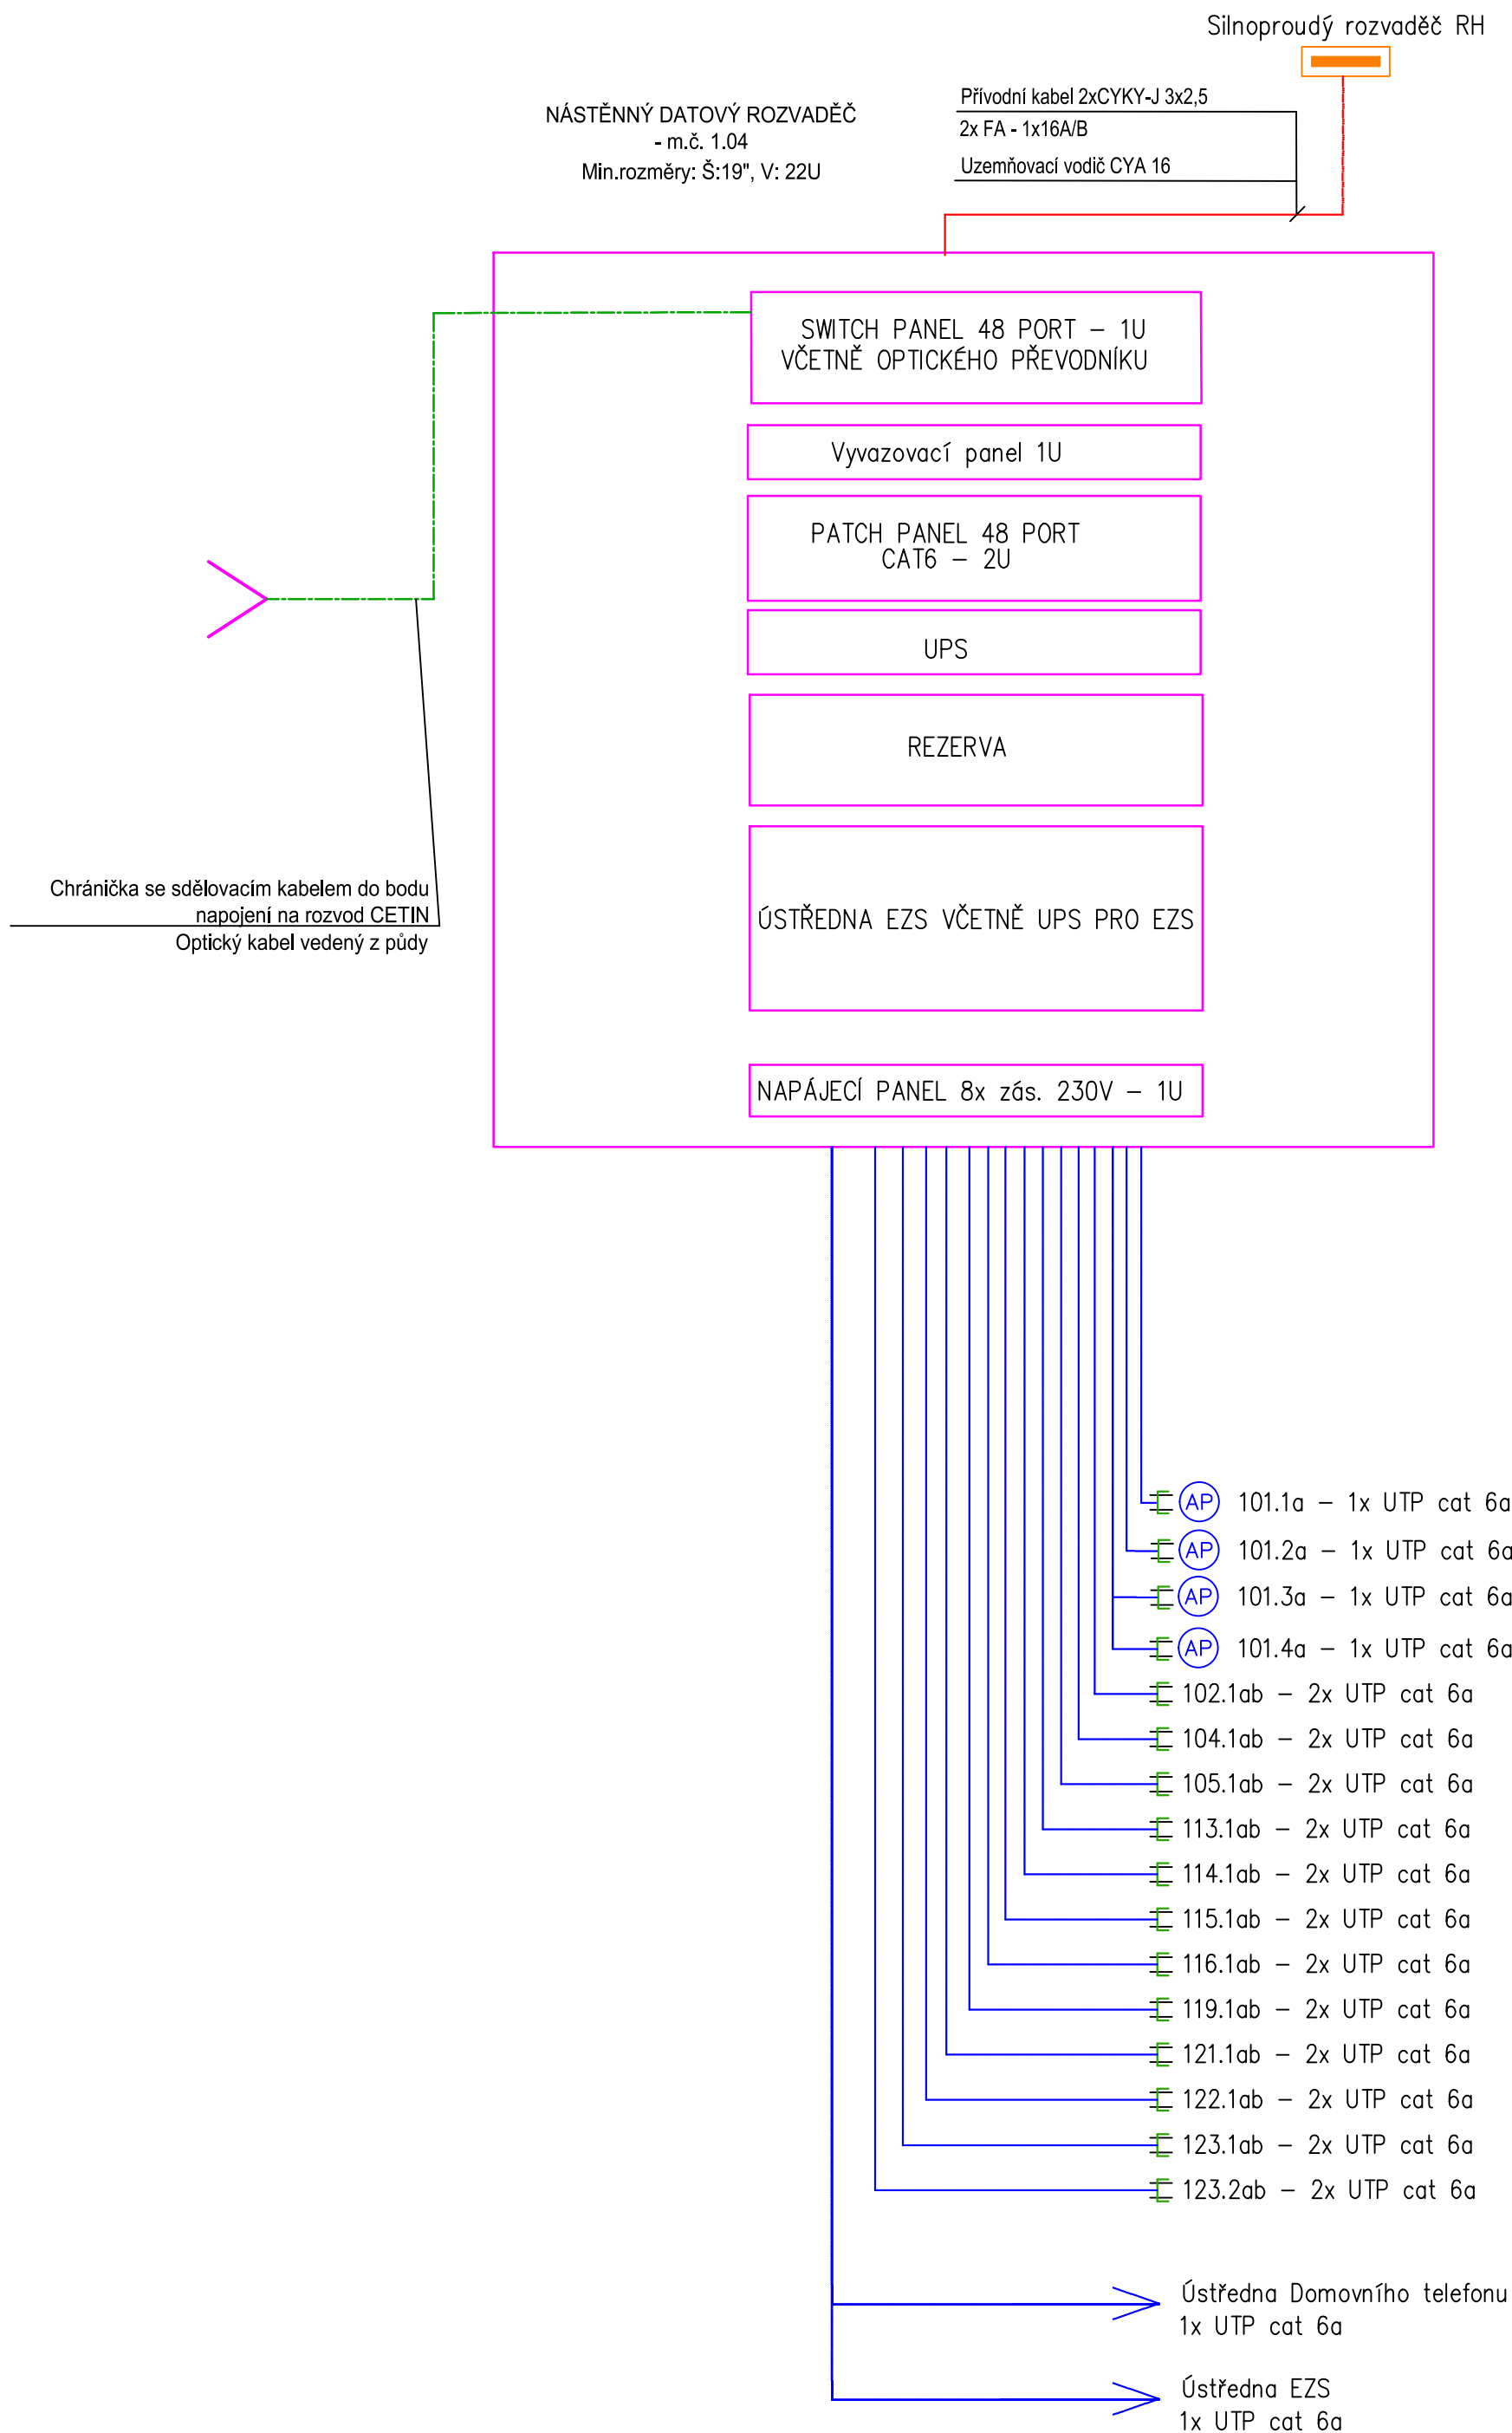 Silnoproudý rozvaděč RH
NÁSTĚNNÝ DATOVÝ ROZVADĚČ
- m.č. 1.04
Min.rozměry: Š:19", V: 22U
Přívodní kabel 2xCYKY-J 3x2,5
2x FA - 1x16A/B
Uzemňovací vodič CYA 16
SWITCH PANEL 48 PORT - 1U
VČETNĚ OPTICKÉHO PŘEVODNÍKU
Vyvazovací panel 1U
PATCH PANEL 48 PORT
CAT6 - 2U
UPS
REZERVA
Chránička se sdělovacím kabelem do bodu
napojení na rozvod CETIN
Optický kabel vedený z půdy
ÚSTŘEDNA EZS VČETNĚ UPS PRO EZS
NAPÁJECÍ PANEL 8x zás. 230V - 1U
AP 101.1a - 1x UTP cat 6a
AP 101.2a - 1x UTP cat 6a
AP 101.3a - 1x UTP cat 6a
AP 101.4a - 1x UTP cat 6a
102.1ab - 2x UTP cat 6a
104.1ab - 2x UTP cat 6a
105.1ab - 2x UTP cat 6a
113.1ab - 2x UTP cat 6a
114.1ab - 2x UTP cat 6a
115.1ab - 2x UTP cat 6a
116.1ab - 2x UTP cat 6a
119.1ab - 2x UTP cat 6a
121.1ab - 2x UTP cat 6a
122.1ab - 2x UTP cat 6a
123.1ab - 2x UTP cat 6a
123.2ab - 2x UTP cat 6a
Ústředna Domovního telefonu
1x UTP cat 6a
Ústředna EZS
1x UTP cat 6a